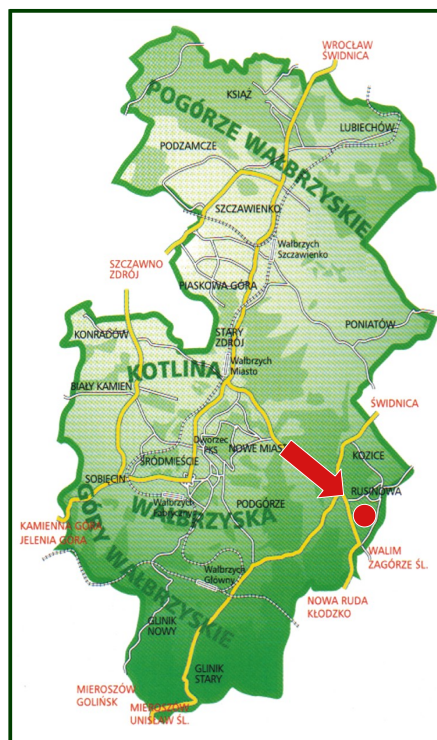 WROCŁAW
ŚWIDNICA
KSIĄŻ
POGÓRZE WAŁBRZYSKIE
LUBIECHÓW
PODZAMCZE
SZCZAWIENKO
Wałbrzych
Szczawienko
SZCZAWNO
ZDRÓJ
PIASKOWA GÓRA
STARY
ZDRÓJ
PONIATÓW
KONRADÓW
Wałbrzych
Miasto
KOTLINA
BIAŁY KAMIEŃ
ŚWIDNICA
Dworzec
PKS
NOWE MIAST
KOZICE
ŚRÓDMIEŚCIE
SOBIĘCIN
RUSINOWA
PODGÓRZE
WAŁBRZYSKA
Wałbrzych
KAMIENNA GÓRA
JELENIA GÓRA
GÓRY WAŁBRZYSKIE
WALIM
ZAGÓRZE ŚL.
Wałbrzych
Główny
NOWA RUDA
KŁODZKO
GLINIK
NOWY
GLINIK
STARY
MIEROSZÓW
GOLIŃSK
MIEROSZÓW
UNISŁAW ŚL.